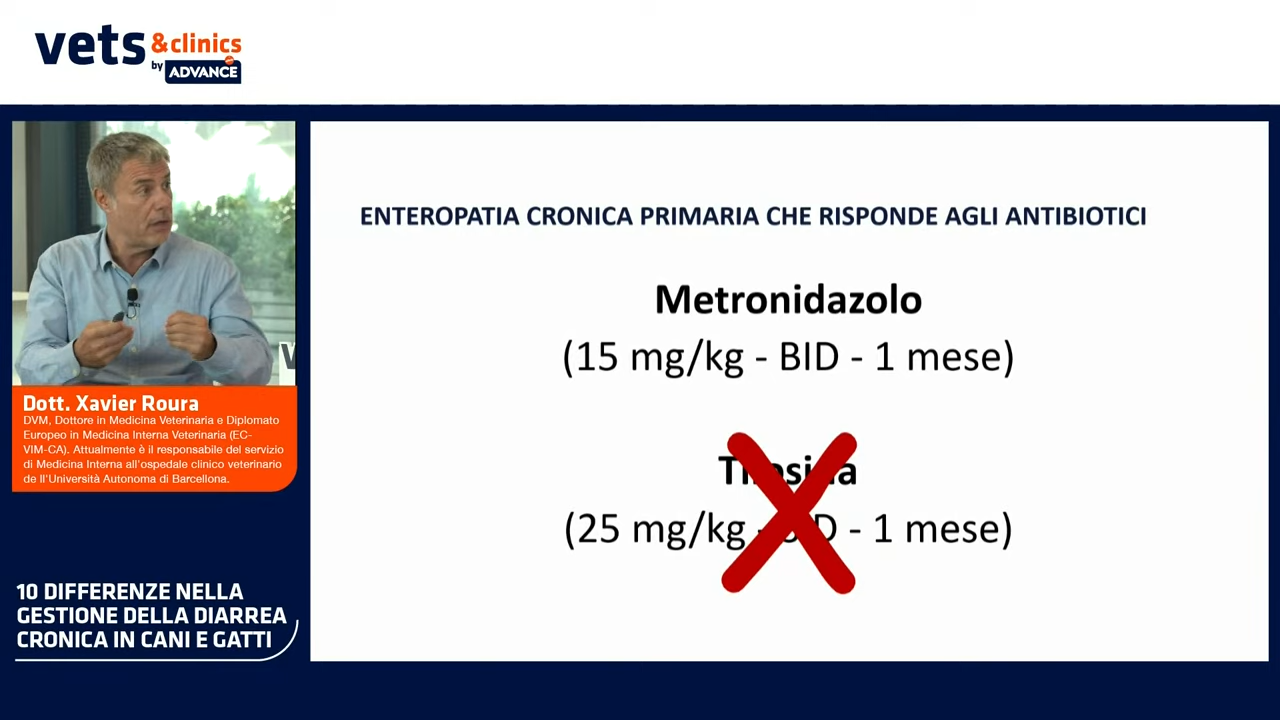 vets &clinics
by ADVANCE
ENTEROPATIA CRONICA PRIMARIA CHE RISPONDE AGLI ANTIBIOTICI
Metronidazolo
(15 mg/kg - BID - 1 mese)
(25 mg/kg - BID - 1 mese)
Dott. Xavier Roura
DVM, Dottore in Medicina Veterinaria e Diplomato
Europeo in Medicina Interna Veterinaria (EC-
VIM-CA). Attualmente è il responsabile del servizio
di Medicina Interna all'ospedale clinico veterinario
de ll'Università Autonoma di Barcellona.
10 DIFFERENZE NELLA
GESTIONE DELLA DIARREA
CRONICA IN CANI E GATTI